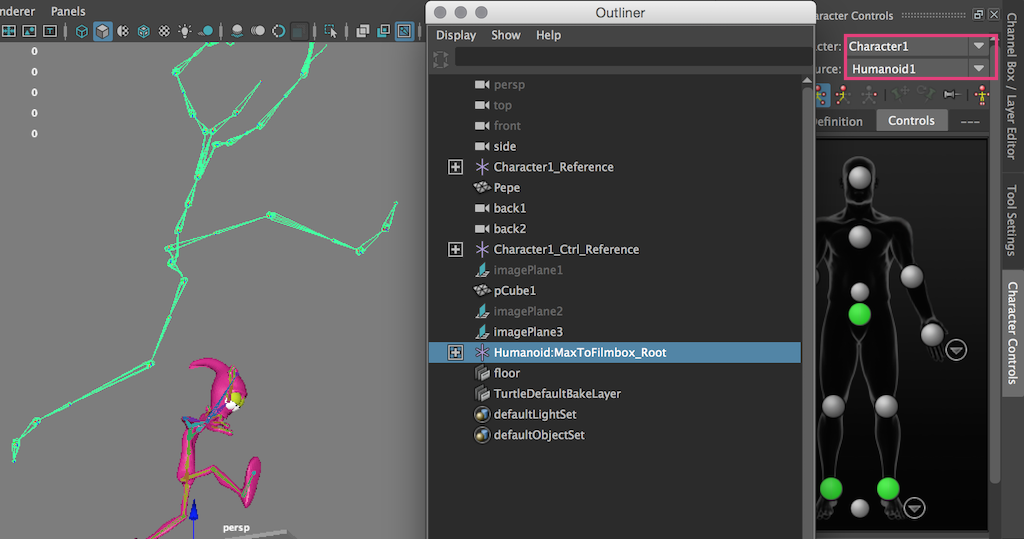 nderer Panels
0
0
0
0
0
persp
Outliner
Display Show Help
persp
top
front
side
Character1_Reference
Pepe
back1
back2
Character1_Ctrl_Reference
imagePlane1
pCube1
imagePlane2
imagePlane3
Humanoid:MaxToFilmbox_Root
floor
TurtleDefaultBakeLayer
defaultLightSet
defaultObjectSet
aracter Controls
cter: Character1
urce: Humanoid1
efinition Controls
Channel Box / Layer Editor
Tool Settings
Character Controls